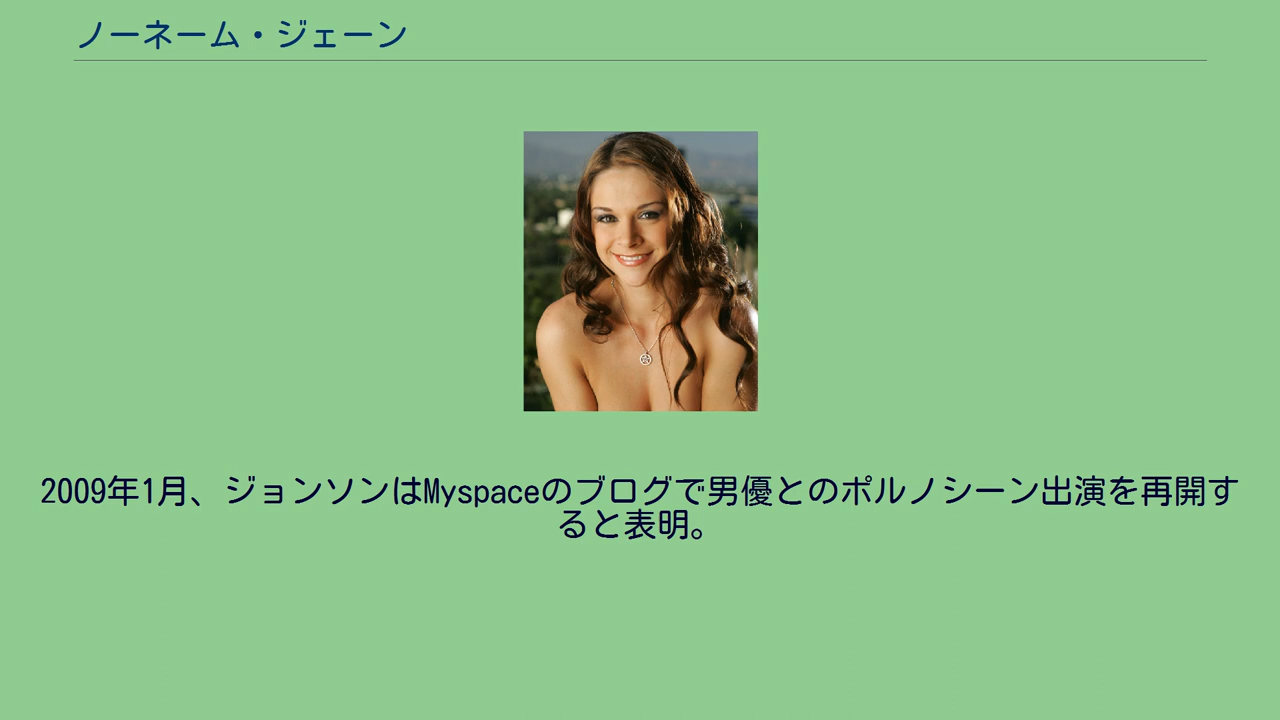 ノーネーム・ジェーン
2009年1月、ジョンソンはMyspaceのブログで男優とのポルノシーン出演を再開す
ると表明。